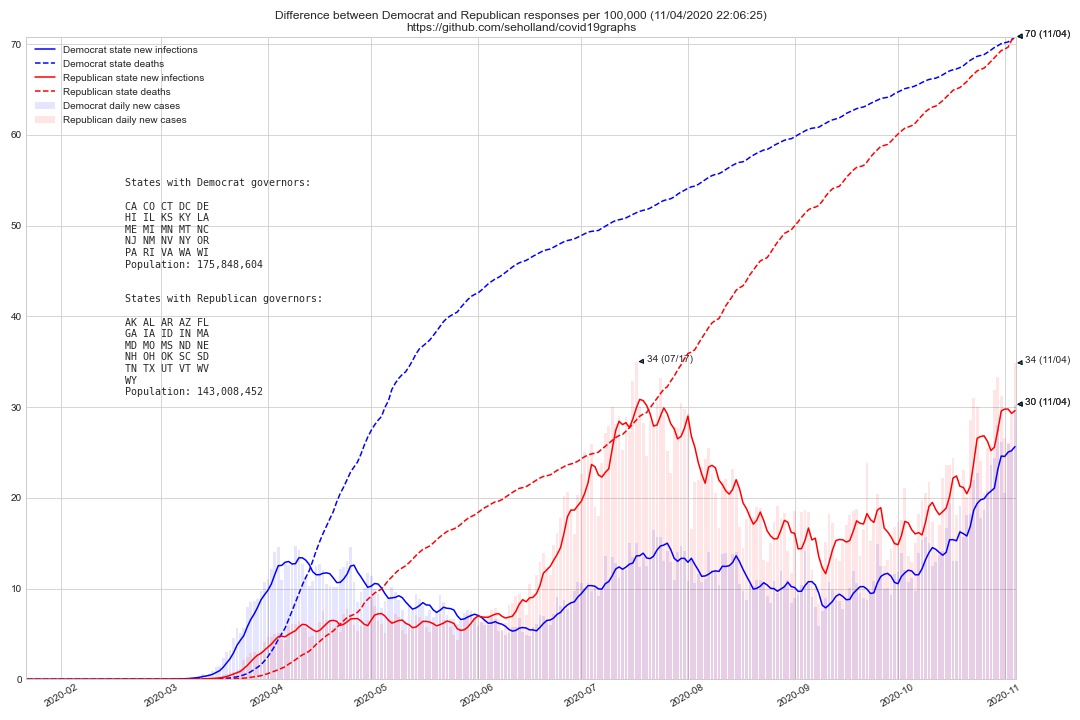 Difference between Democrat and Republican responses per 100,000 (11/04/2020 22:06:25)
https://github.com/seholland/covid19graphs
Democrat state new infections
Democrat state deaths
Republican state new infections
Republican state deaths
Democrat daily new cases
Republican daily new cases
States with Democrat governors:
CA CO CT DC DE
HI IL KS KY LA
ME MI MN MT NC
NJ NM NV NY OR
PA RI VA WA WI
Population: 175,848,604
States with Republican governors:
AK AL AR AZ FL
GA IA ID IN MA
MD MO MS ND NE
NH OH OK SC SD
TN TX UT VT WV
WY
Population: 143,008,452
70
60
50
40
30
20
10
0
70 (11/04)
34 (07/17)
34 (11/04)
30 (11/04)
2020-02
2020-03
2020-04
2020-05
2020-06
2020-07
2020-08
2020-09
2020-10
2020-11